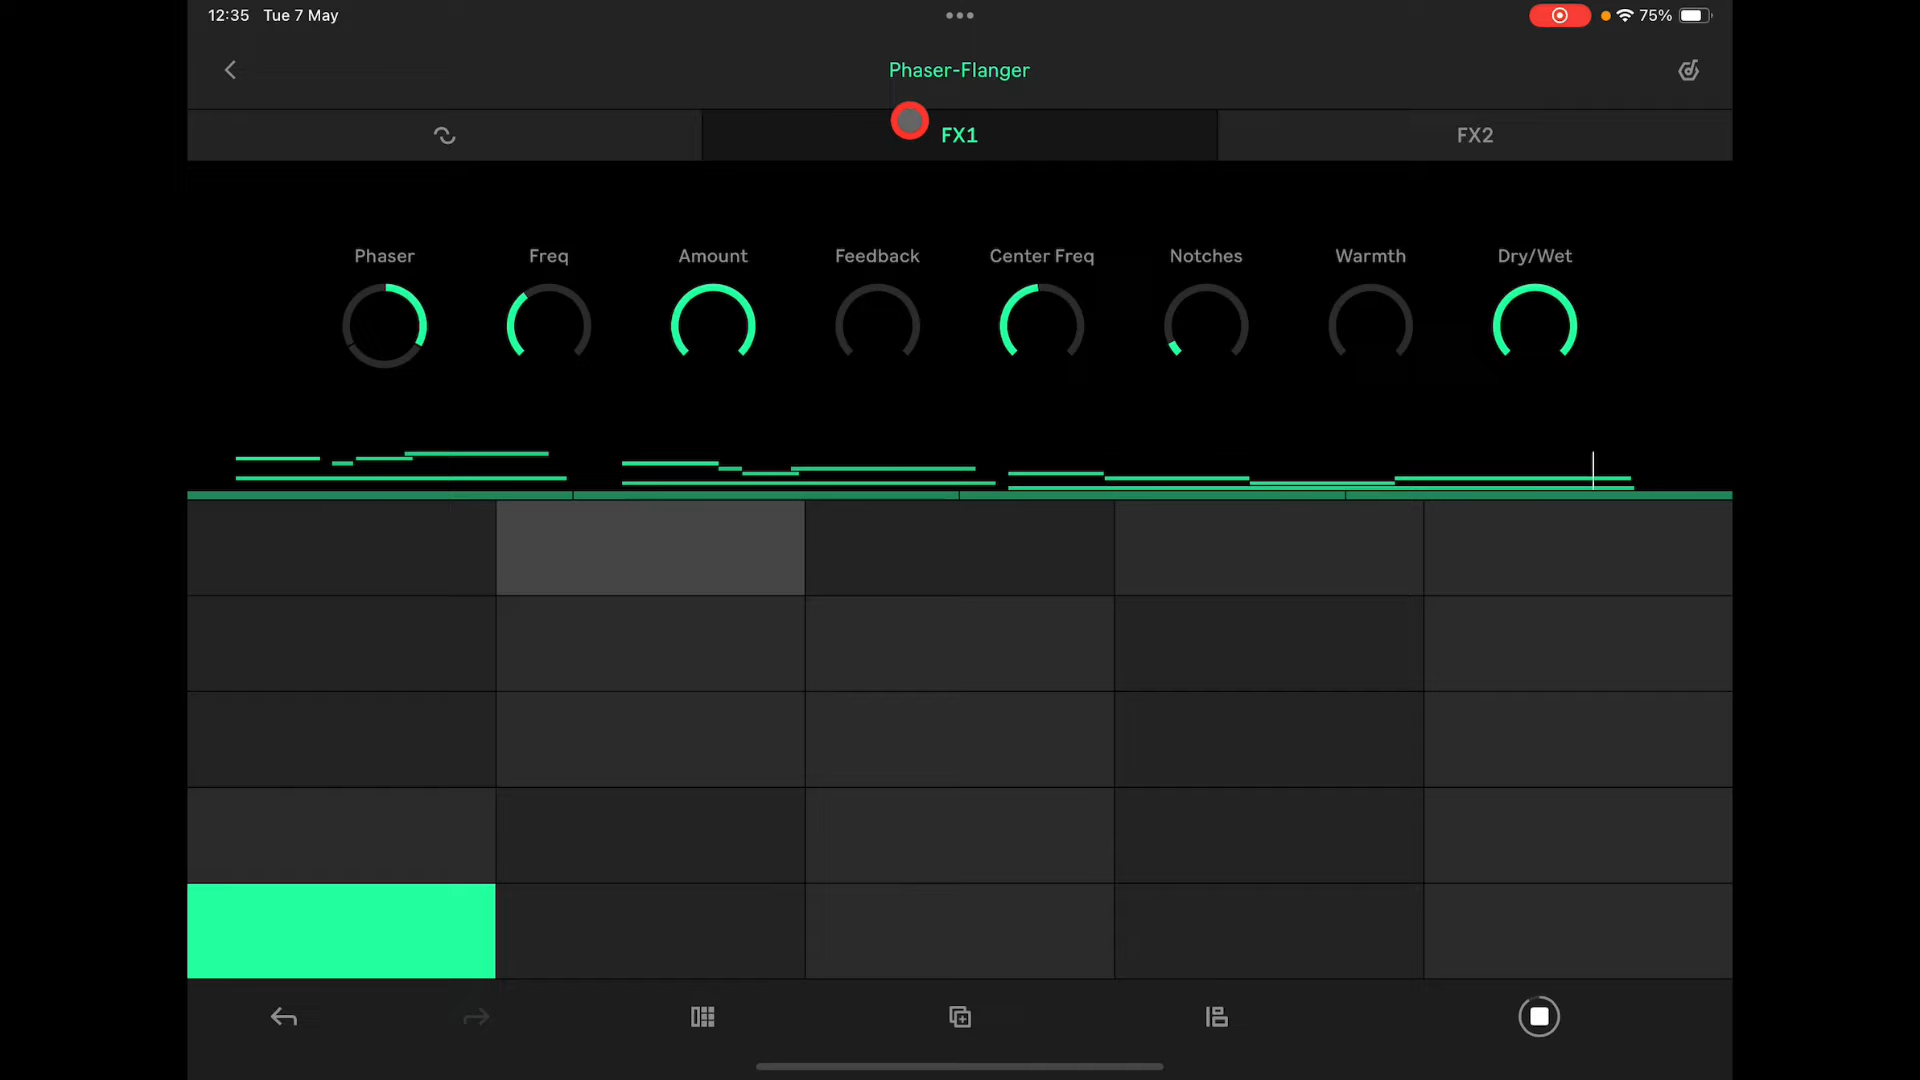 12:35 Tue 7 May
75%
Phaser-Flanger
FX1
FX2
Phaser
Freq
Amount
Feedback
Center Freq
Notches
Warmth
Dry/Wet